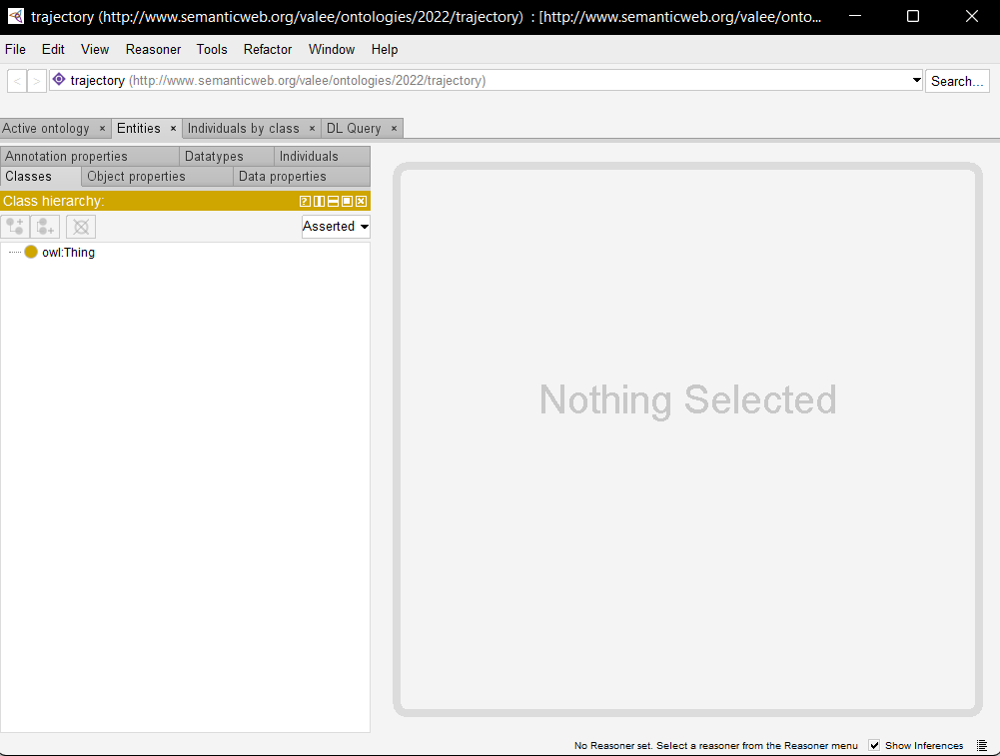 trajectory (http://www.semanticweb.org/valee/ontologies/2022/trajectory) : [http://www.semanticweb.org/valee/onto...
File Edit View Reasoner Tools Refactor Window Help
< > trajectory (http://www.semanticweb.org/valee/ontologies/2022/trajectory) Search...
Active ontology × Entities × Individuals by class × DL Query ×
Annotation properties Datatypes Individuals
Classes Object properties Data properties
Class hierarchy:
Asserted
owl:Thing
Nothing Selected
No Reasoner set. Select a reasoner from the Reasoner menu Show Inferences